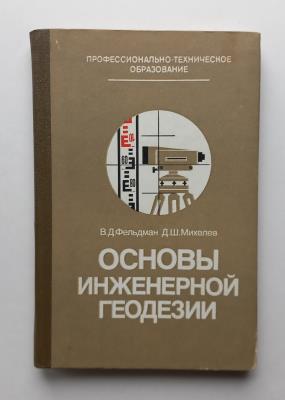 ПРОФЕССИОНАЛЬНО-ТЕХНИЧЕСКОЕ
ОБРАЗОВАНИЕ
В.Д.Фельдман Д.Ш.Михелев
ОСНОВЫ
ИНЖЕНЕРНОЙ
ГЕОДЕЗИИ